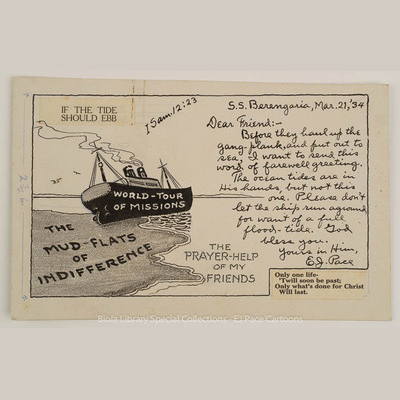 IF THE TIDE
SHOULD EBB
I Sam. 12:23
WORLD-TOUR
OF MISSIONS
THE
MUD-FLATS
OF
INDIFFERENCE
THE
PRAYER-HELP
OF MY
FRIENDS
S.S. Berengaria, Mar. 21, '34
Dear Friend:-
Before they haul up the
gang-plank, and put out to
sea, I want to send this
word of farewell greeting.
The ocean tides are in
His hands, but not this
one. Please don't
let the ship run aground
for want of a full
flood-tide. God
bless you.
Yours in Him,
E.J. Pace
Only one life-
'Twill soon be past;
Only what's done for Christ
Will last.
Biola Library Special Collections - EJ Pace Cartoons